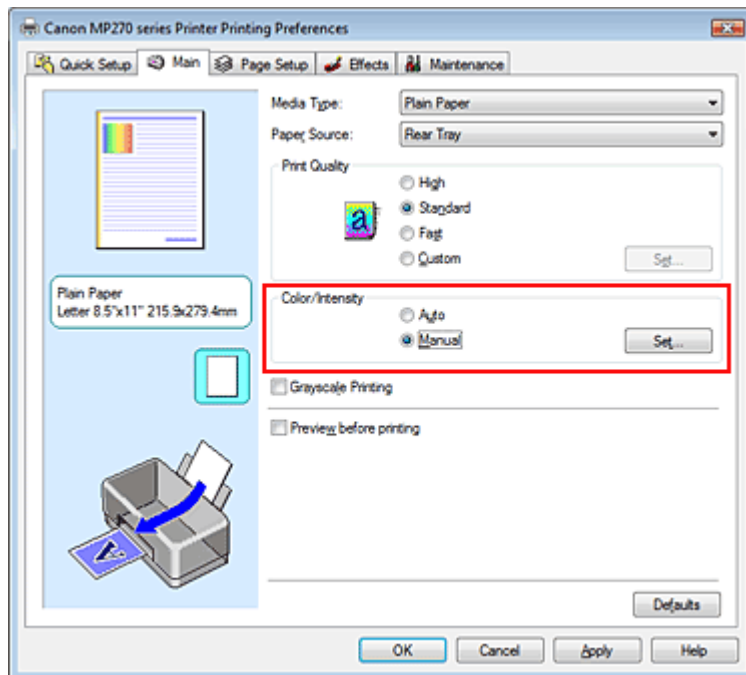 Canon MP270 series Printer Printing Preferences
Quick Setup Main Page Setup Effects Maintenance
Media Type: Plain Paper
Paper Source: Rear Tray
Print Quality
High
Standard
Fast
Custom Set...
Plain Paper
Letter 8.5"x11" 215.9x279.4mm
Color/Intensity
Auto
Manual Set...
Grayscale Printing
Preview before printing
Defaults
OK Cancel Apply Help